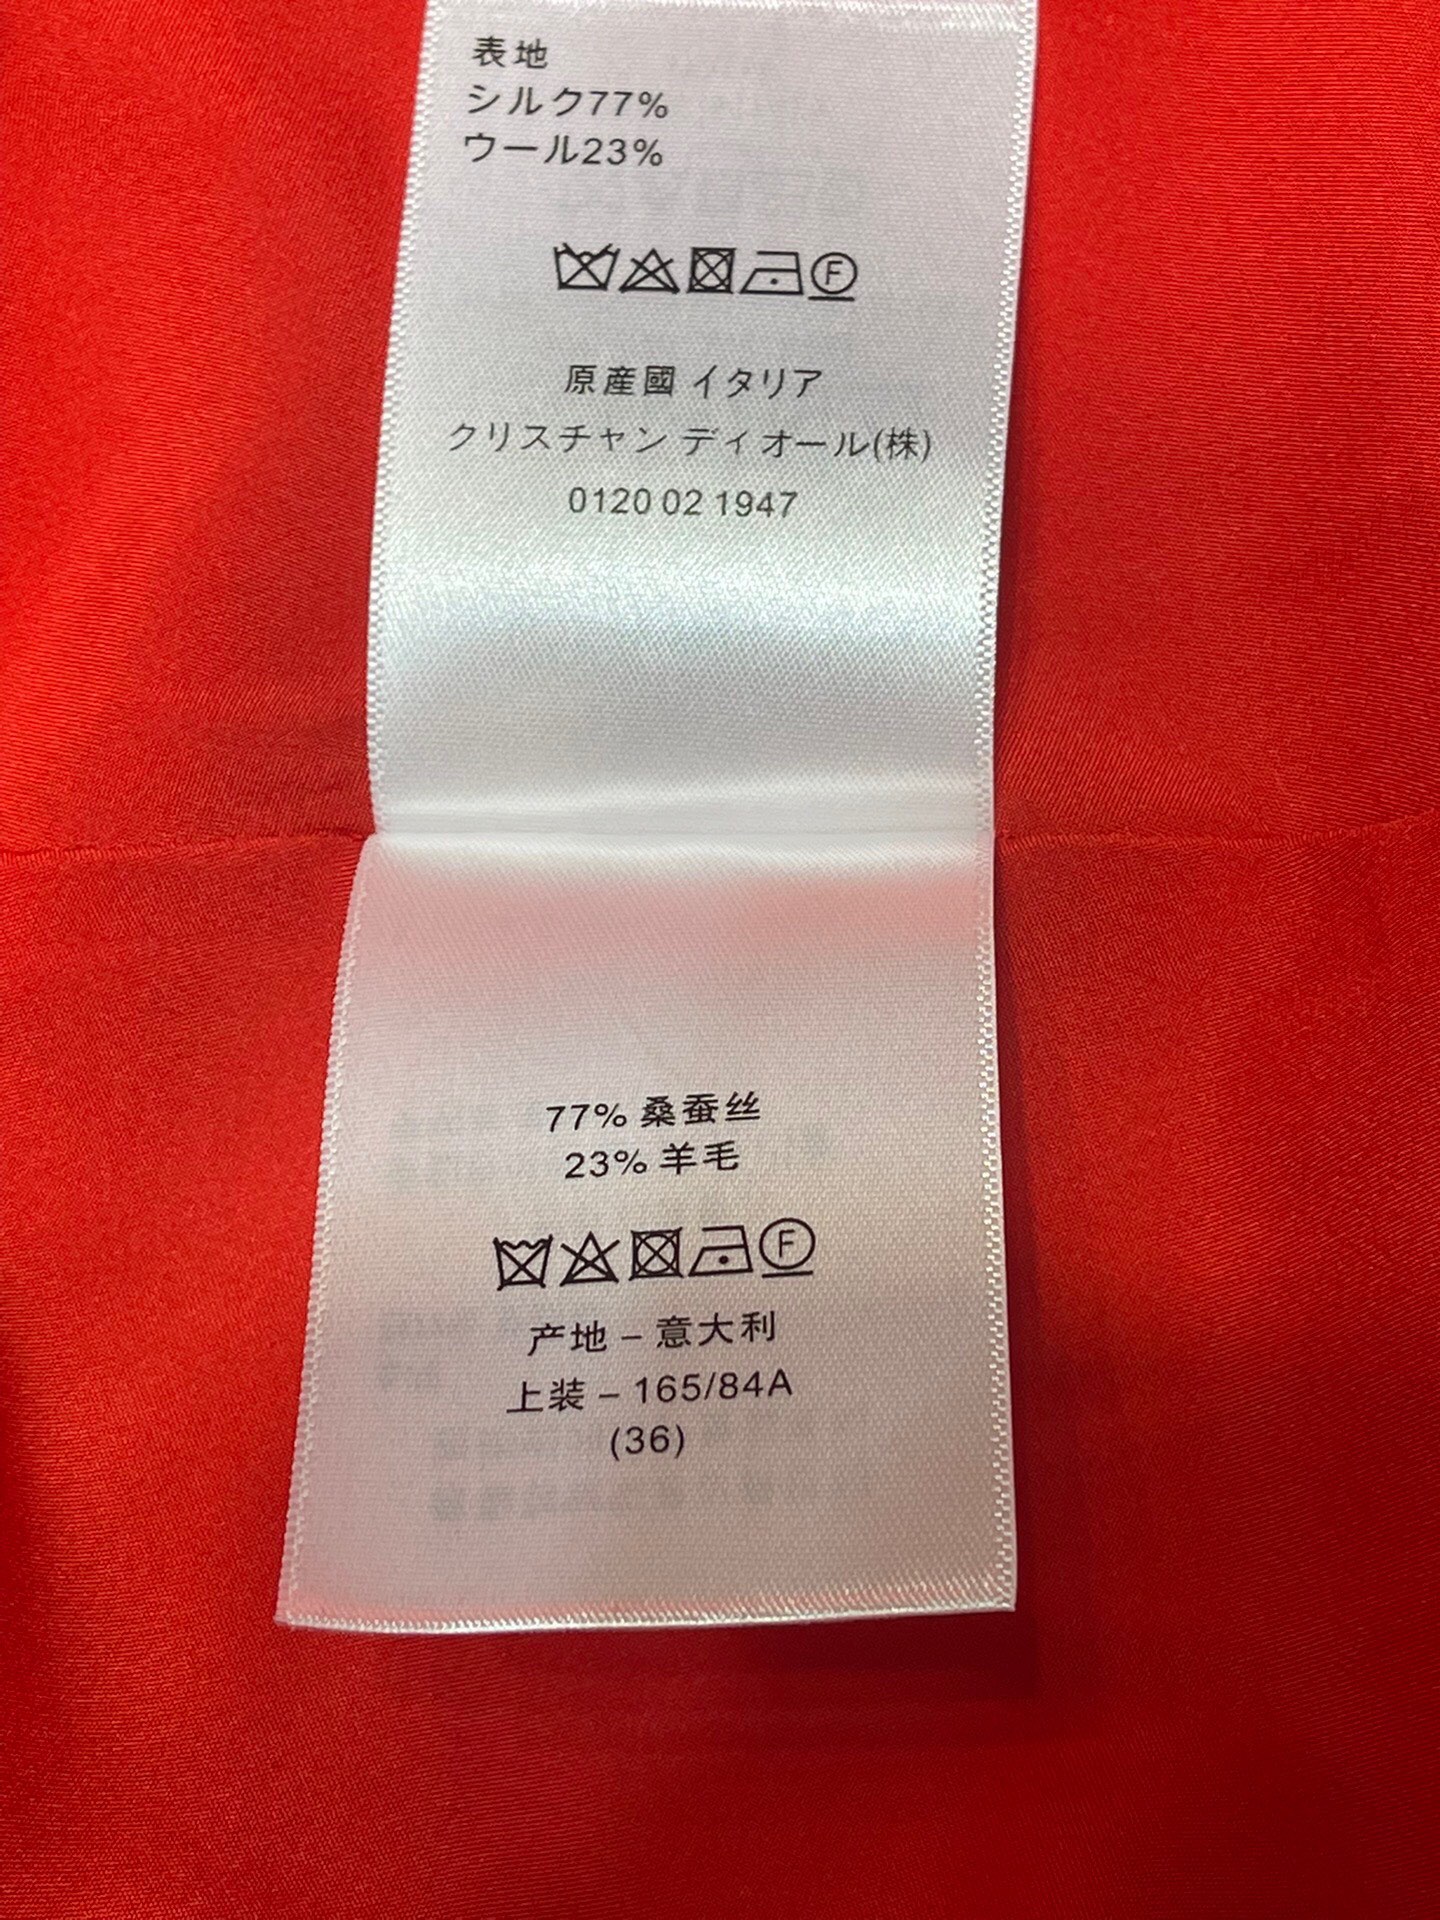 表地
シルク77%
ウール23%
F
原産國 イタリア
クリスチャン ディオール(株)
0120 02 1947
77% 桑蚕丝
23% 羊毛
F
产地 – 意大利
上装 – 165/84A
(36)